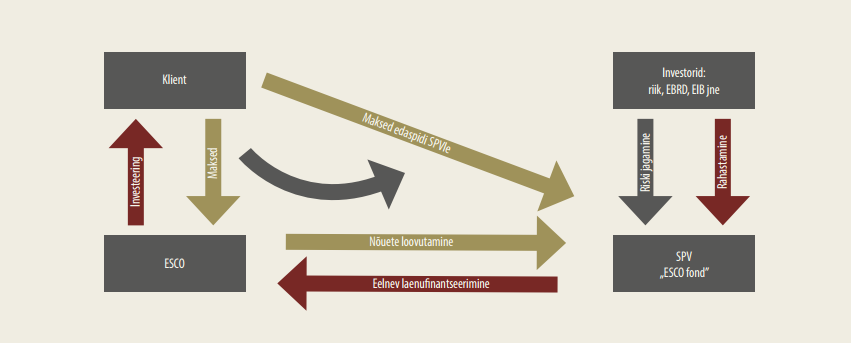 Klient
Investorid:
riik, EBRD, EIB jne
Maksed edaspidi SPVle
Investeering
Maksed
Riski jagamine
Rahastamine
ESCO
Nõuete loovutamine
Eelnev laenufinantseerimine
SPV
„ESCO fond”